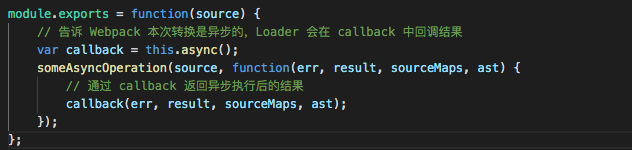 module.exports = function(source) {
    // 告诉 Webpack 本次转换是异步的，Loader 会在 callback 中回调结果
    var callback = this.async();
    someAsyncOperation(source, function(err, result, sourceMaps, ast) {
        // 通过 callback 返回异步执行后的结果
        callback(err, result, sourceMaps, ast);
    });
};